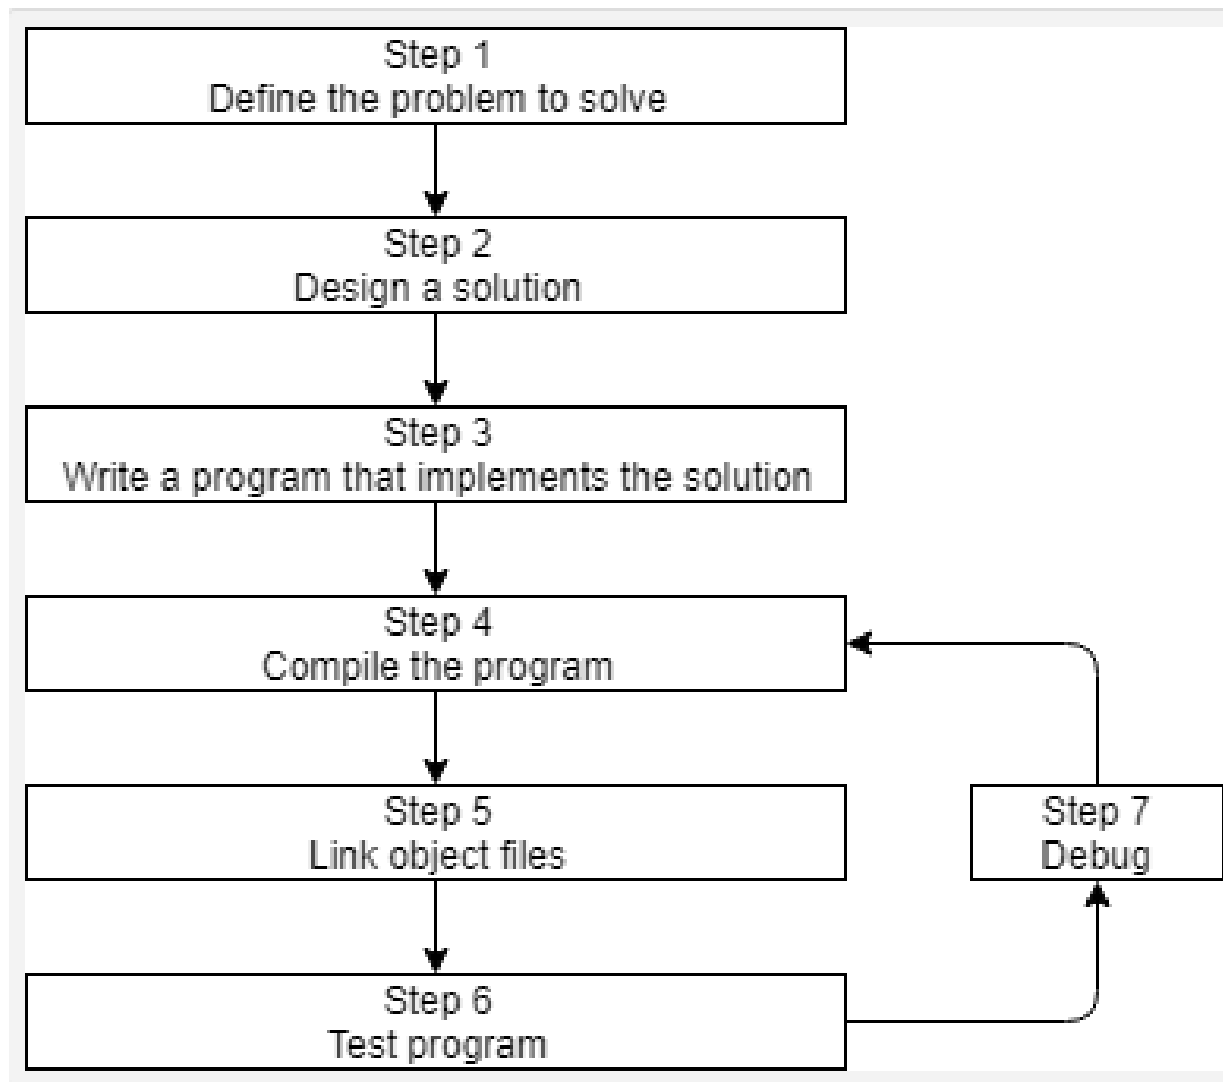 Step 1
Define the problem to solve
Step 2
Design a solution
Step 3
Write a program that implements the solution
Step 4
Compile the program
Step 5
Link object files
Step 7
Debug
Step 6
Test program